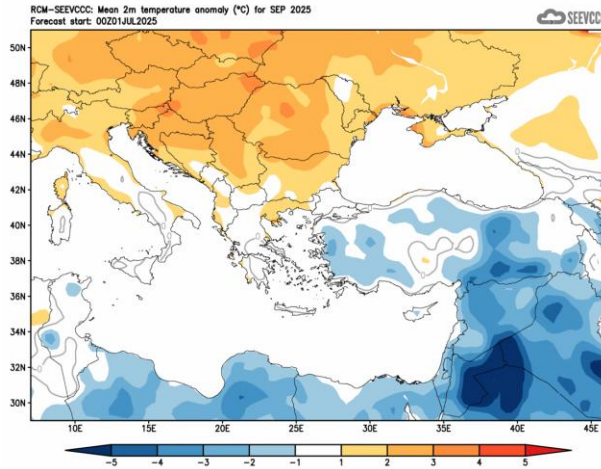 RCM-SEEVCCC: Mean 2m temperature anomaly (°C) for SEP 2025
Forecast start: 00Z01JUL2025
SEEVCC
50N
48N
46N
44N
42N
40N
38N
36N
34N
32N
30N
10E 15E 20E 25E 30E 35E 40E 45E
-5 -4 -3 -2 -1 1 2 3 4 5